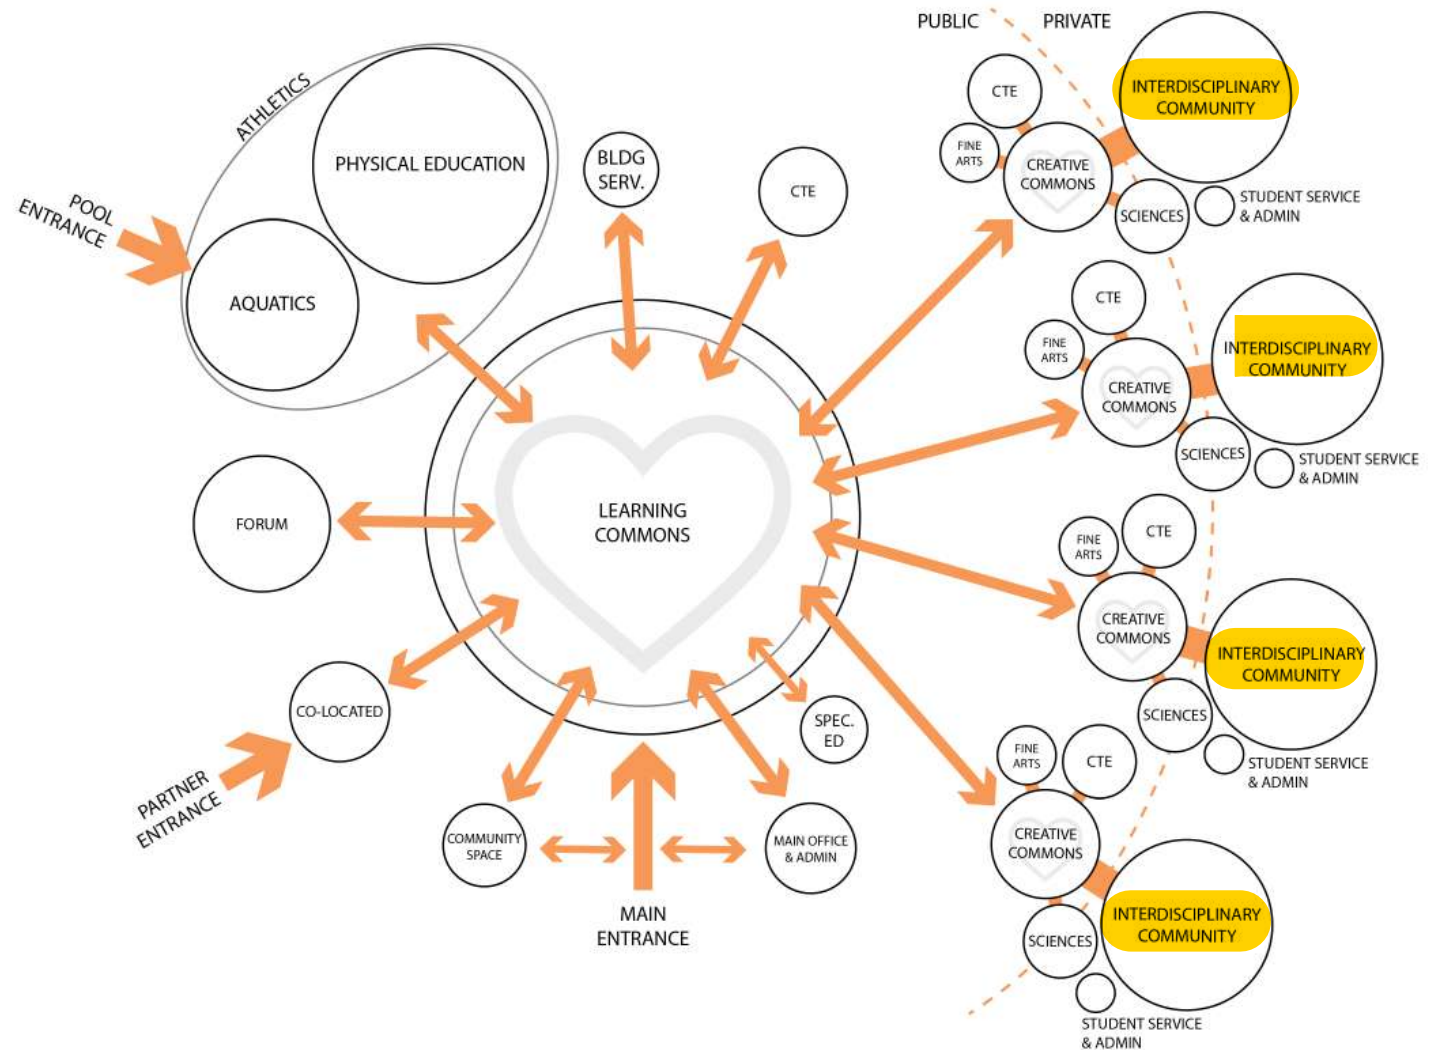 PUBLIC
PRIVATE
ATHLETICS
PHYSICAL EDUCATION
POOL
ENTRANCE
AQUATICS
BLDG
SERV.
CTE
CTE
FINE
ARTS
CREATIVE
COMMONS
INTERDISCIPLINARY
COMMUNITY
SCIENCES
STUDENT SERVICE
& ADMIN
CTE
FINE
ARTS
CREATIVE
COMMONS
INTERDISCIPLINARY
COMMUNITY
SCIENCES
STUDENT SERVICE
& ADMIN
FORUM
LEARNING
COMMONS
FINE
ARTS
CTE
CREATIVE
COMMONS
INTERDISCIPLINARY
COMMUNITY
SCIENCES
STUDENT SERVICE
& ADMIN
CO-LOCATED
PARTNER
ENTRANCE
SPEC.
ED
COMMUNITY
SPACE
MAIN OFFICE
& ADMIN
MAIN
ENTRANCE
FINE
ARTS
CTE
CREATIVE
COMMONS
INTERDISCIPLINARY
COMMUNITY
SCIENCES
STUDENT SERVICE
& ADMIN